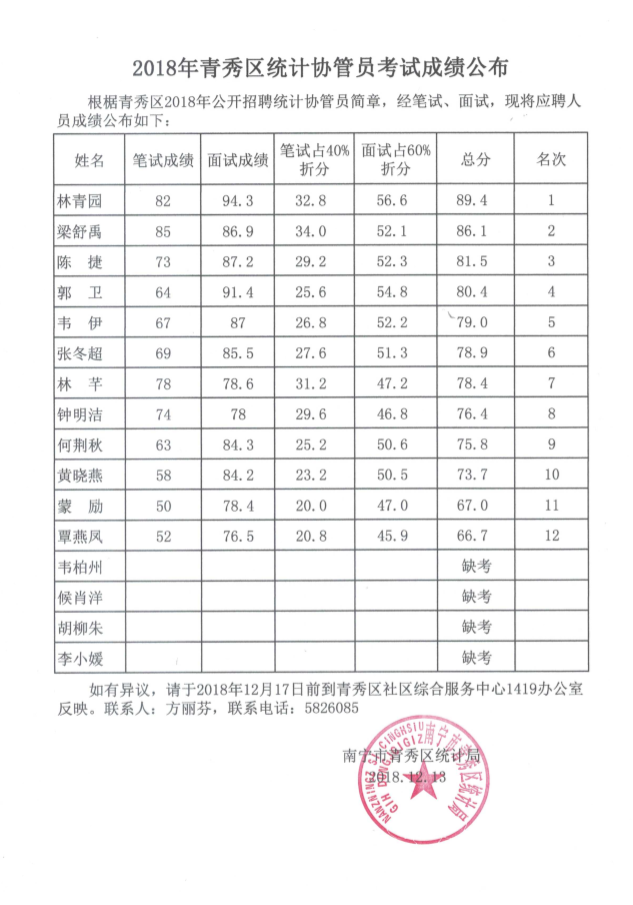 2018年青秀区统计协管员考试成绩公布
根椐青秀区2018年公开招聘统计协管员简章，经笔试、面试，现将应聘人
员成绩公布如下：
姓名 笔试成绩 面试成绩 笔试占40%折分 面试占60%折分 总分 名次
林青园 82 94.3 32.8 56.6 89.4 1
梁舒禹 85 86.9 34.0 52.1 86.1 2
陈 捷 73 87.2 29.2 52.3 81.5 3
郭 卫 64 91.4 25.6 54.8 80.4 4
韦 伊 67 87 26.8 52.2 79.0 5
张冬超 69 85.5 27.6 51.3 78.9 6
林 芊 78 78.6 31.2 47.2 78.4 7
钟明洁 74 78 29.6 46.8 76.4 8
何荆秋 63 84.3 25.2 50.6 75.8 9
黄晓燕 58 84.2 23.2 50.5 73.7 10
蒙 励 50 78.4 20.0 47.0 67.0 11
覃燕凤 52 76.5 20.8 45.9 66.7 12
韦柏州 缺考
候肖洋 缺考
胡柳朱 缺考
李小媛 缺考
如有异议，请于2018年12月17日前到青秀区社区综合服务中心1419办公室
反映。联系人：方丽芬，联系电话：5826085
南宁市青秀区统计局
2018.12.13
南宁市青秀区统计局